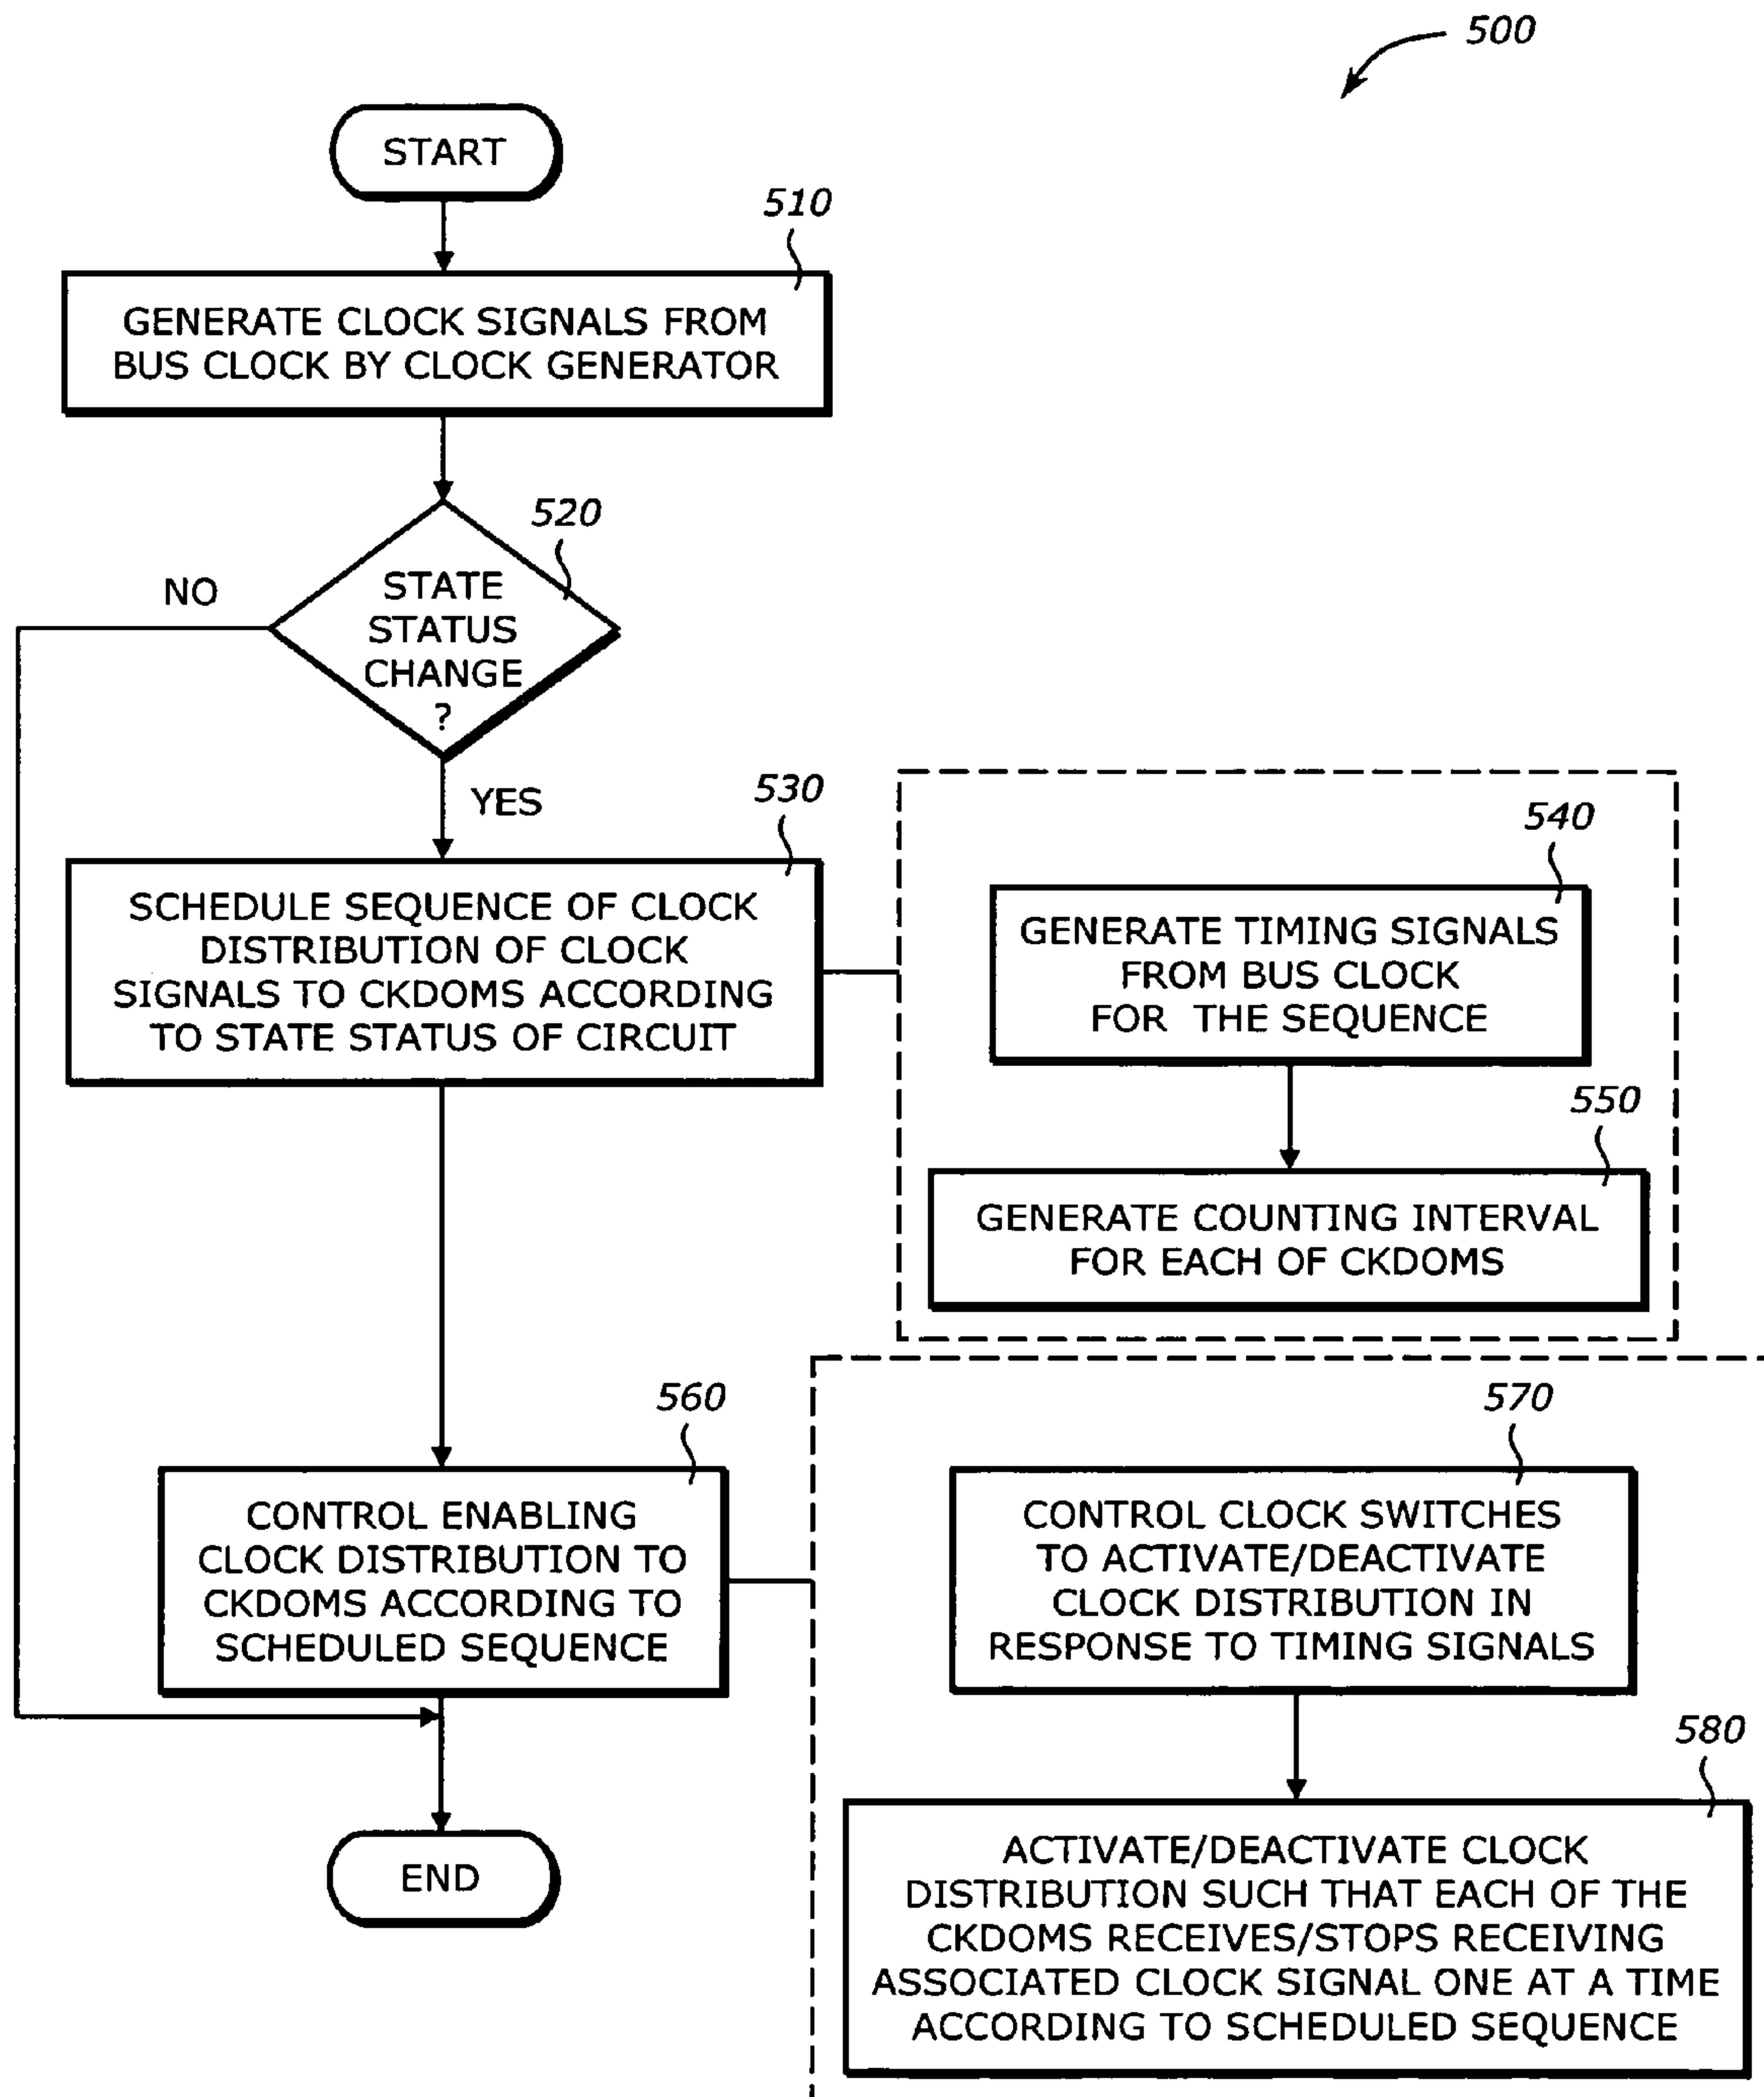 500
START
510
GENERATE CLOCK SIGNALS FROM
BUS CLOCK BY CLOCK GENERATOR
520
NO
STATE
STATUS
CHANGE
?
YES
530
SCHEDULE SEQUENCE OF CLOCK
DISTRIBUTION OF CLOCK
SIGNALS TO CKDOMS ACCORDING
TO STATE STATUS OF CIRCUIT
540
GENERATE TIMING SIGNALS
FROM BUS CLOCK
FOR THE SEQUENCE
550
GENERATE COUNTING INTERVAL
FOR EACH OF CKDOMS
560
CONTROL ENABLING
CLOCK DISTRIBUTION TO
CKDOMS ACCORDING TO
SCHEDULED SEQUENCE
570
CONTROL CLOCK SWITCHES
TO ACTIVATE/DEACTIVATE
CLOCK DISTRIBUTION IN
RESPONSE TO TIMING SIGNALS
580
ACTIVATE/DEACTIVATE CLOCK
DISTRIBUTION SUCH THAT EACH OF THE
CKDOMS RECEIVES/STOPS RECEIVING
ASSOCIATED CLOCK SIGNAL ONE AT A TIME
ACCORDING TO SCHEDULED SEQUENCE
END